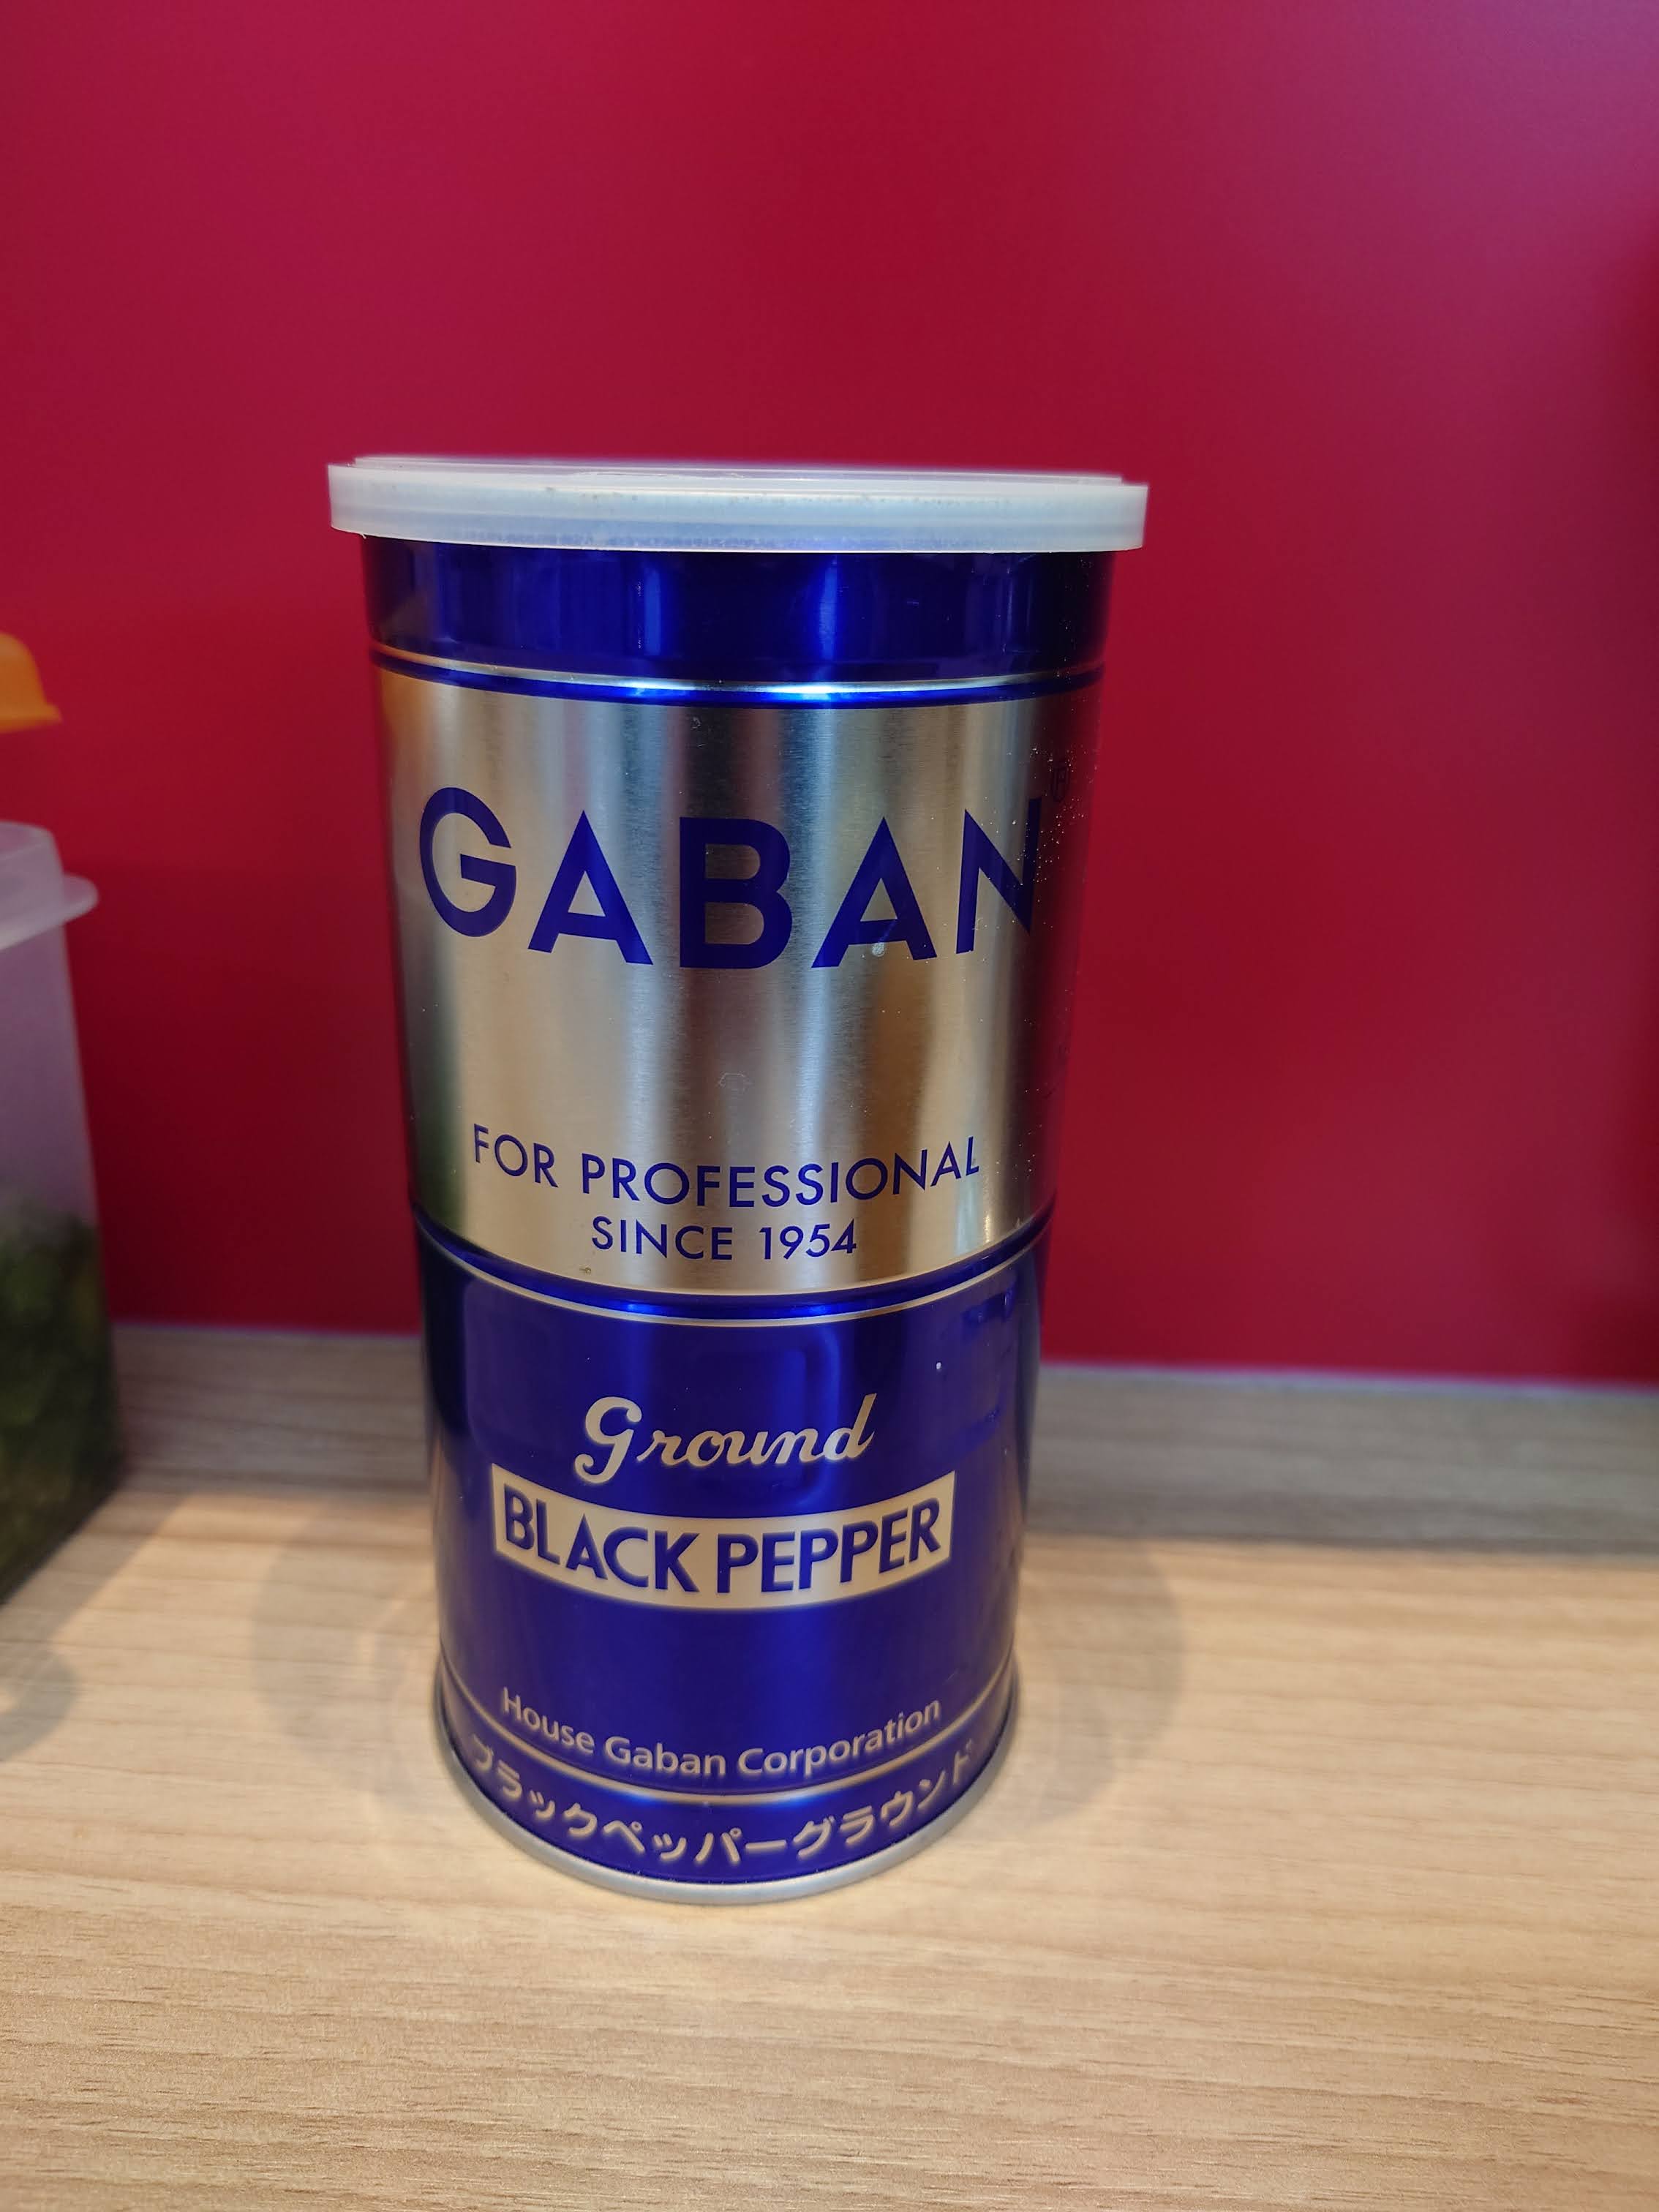 GABAN®
FOR PROFESSIONAL
SINCE 1954
Ground
BLACK PEPPER
House Gaban Corporation
ブラックペッパーグラウンド